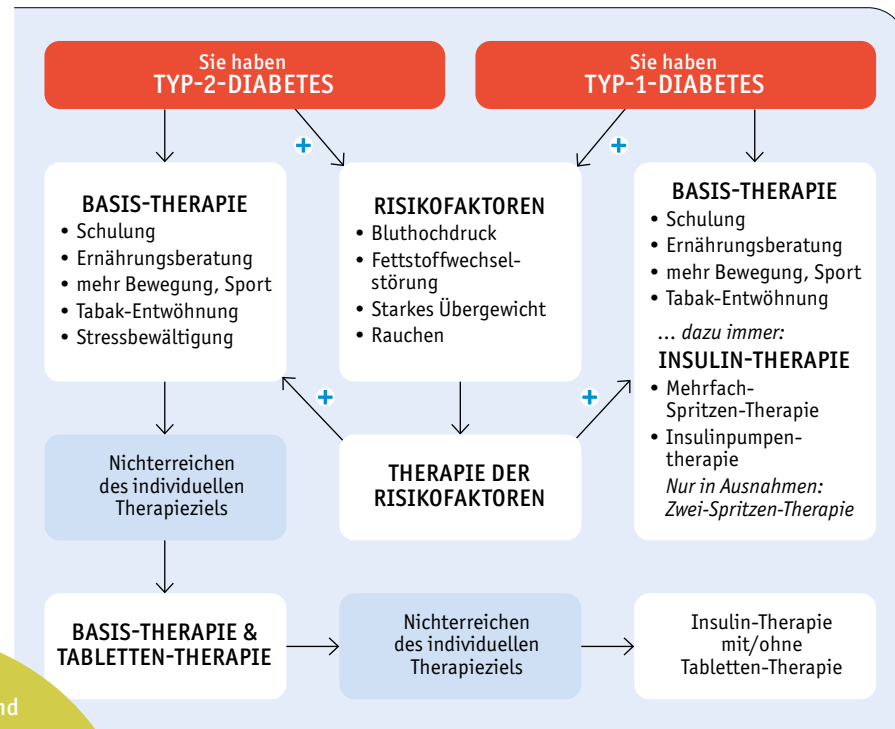 Sie haben
TYP-2-DIABETES
Sie haben
TYP-1-DIABETES
+
+
BASIS-THERAPIE
• Schulung
• Ernährungsberatung
• mehr Bewegung, Sport
• Tabak-Entwöhnung
• Stressbewältigung
RISIKOFAKTOREN
• Bluthochdruck
• Fettstoffwechsel-
störung
• Starkes Übergewicht
• Rauchen
BASIS-THERAPIE
• Schulung
• Ernährungsberatung
• mehr Bewegung, Sport
• Tabak-Entwöhnung
... dazu immer:
INSULIN-THERAPIE
• Mehrfach-
Spritzen-Therapie
• Insulinpumpen-
therapie
Nur in Ausnahmen:
Zwei-Spritzen-Therapie
+
+
Nichterreichen
des individuellen
Therapieziels
THERAPIE DER
RISIKOFAKTOREN
BASIS-THERAPIE &
TABLETTEN-THERAPIE
Nichterreichen
des individuellen
Therapieziels
Insulin-Therapie
mit/ohne
Tabletten-Therapie
nd